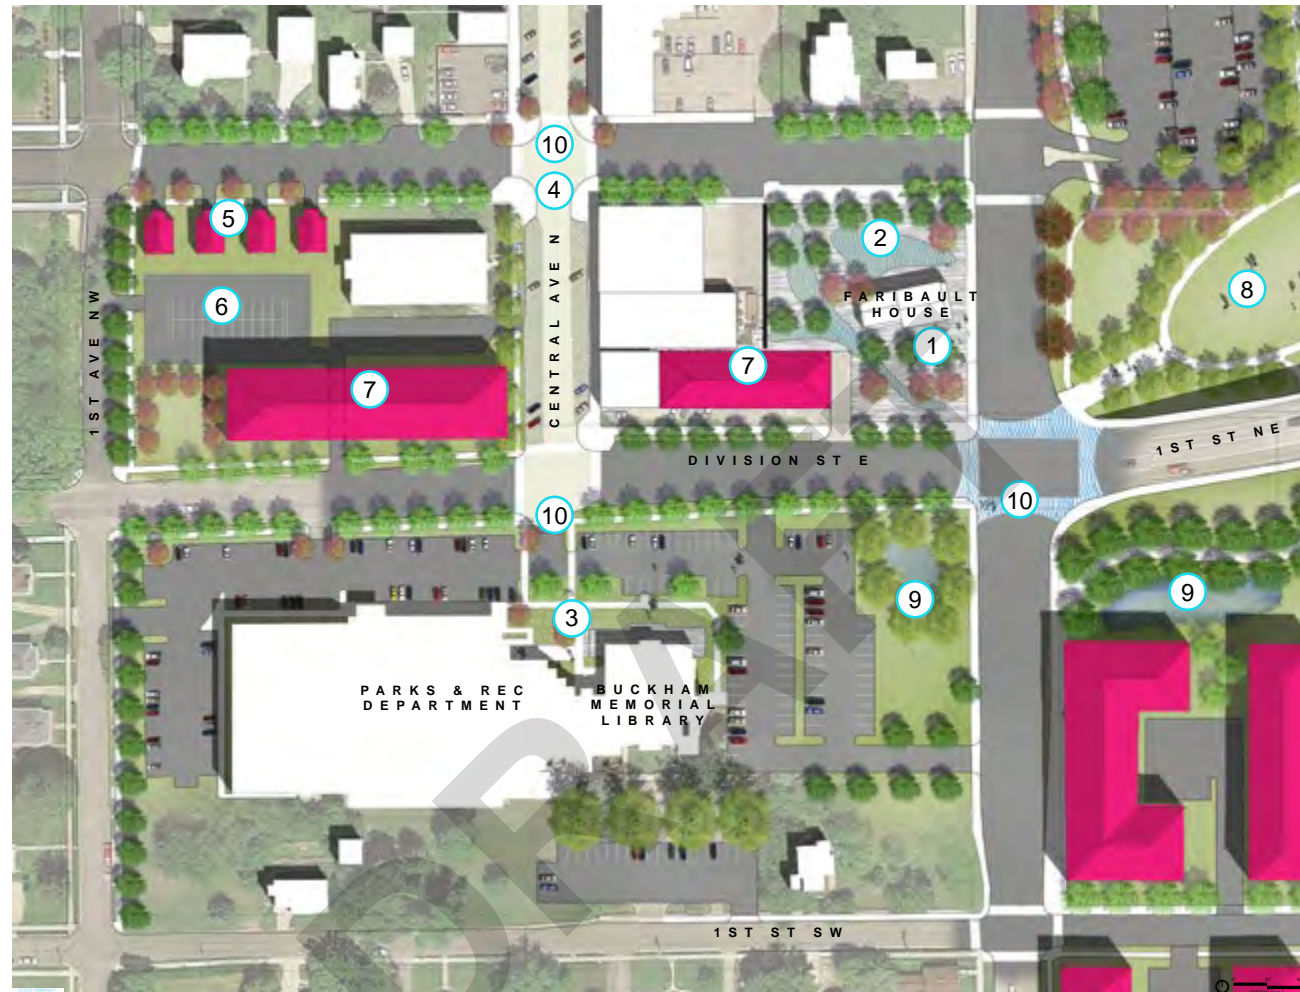 10
4
5
2
6
FARIBAULT
HOUSE
8
1
7
7
1ST AVE NW
CENTRAL AVE N
1ST ST NE
DIVISION ST E
10
10
9
9
3
PARKS & REC
DEPARTMENT
BUCKHAM
MEMORIAL
LIBRARY
1ST ST SW
DRAFT